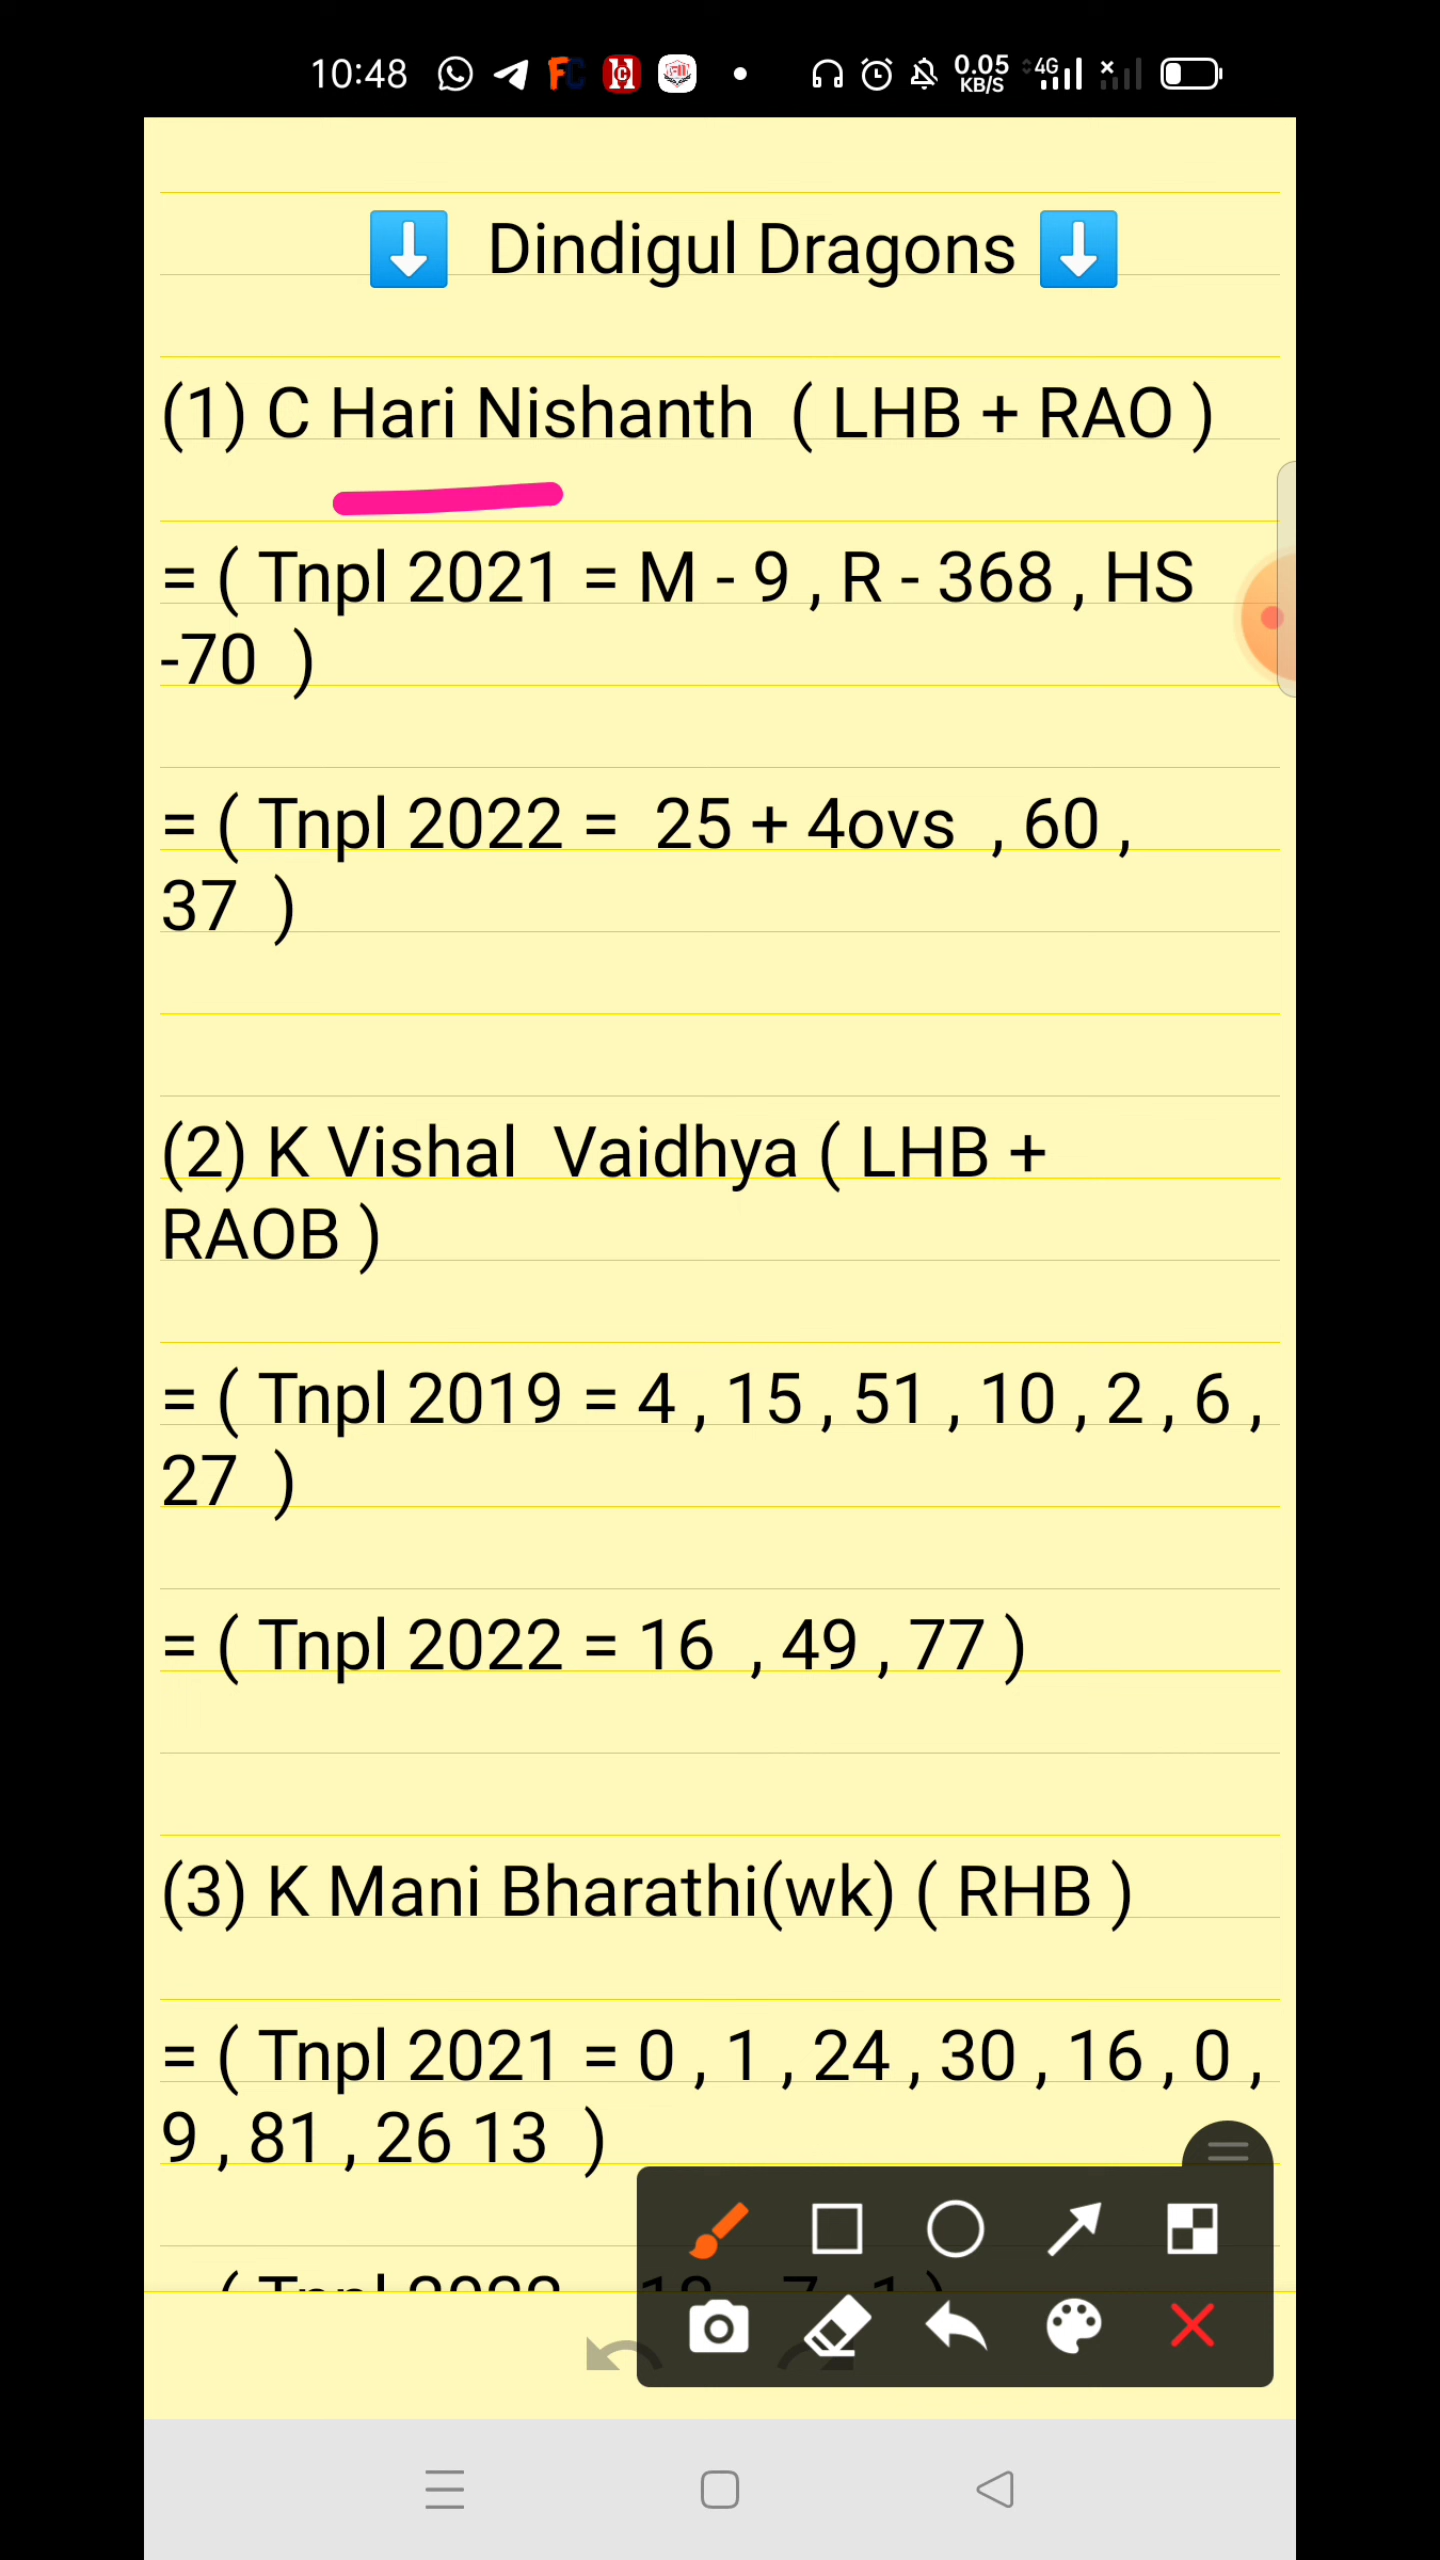 10:48 0.05 KB/S 4G
⬇️ Dindigul Dragons ⬇️
(1) C Hari Nishanth ( LHB + RAO )
= ( Tnpl 2021 = M - 9 , R - 368 , HS
-70 )
= ( Tnpl 2022 = 25 + 4ovs , 60 ,
37 )
(2) K Vishal Vaidhya ( LHB +
RAOB )
= ( Tnpl 2019 = 4 , 15 , 51 , 10 , 2 , 6 ,
27 )
= ( Tnpl 2022 = 16 , 49 , 77 )
(3) K Mani Bharathi(wk) ( RHB )
= ( Tnpl 2021 = 0 , 1 , 24 , 30 , 16 , 0 ,
9 , 81 , 26 13 )